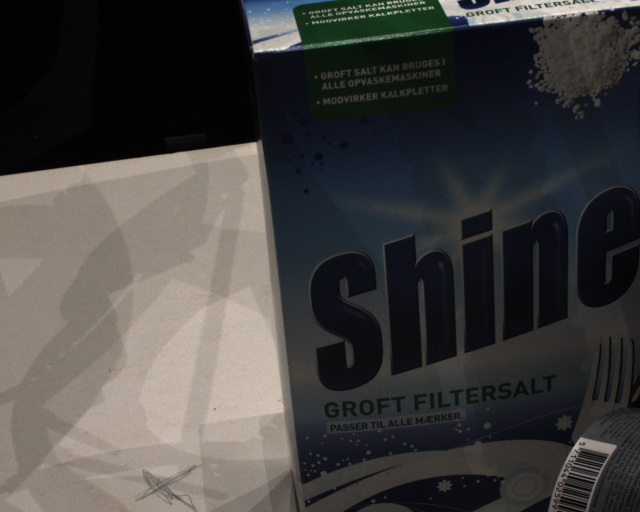 • GROFT SALT KAN BRUGES I
ALLE OPVASKEMASKINER
• MODVIRKER KALKPLETTER
GROFT FILTERSALT
• GROFT SALT KAN BRUGES I
ALLE OPVASKEMASKINER
• MODVIRKER KALKPLETTER
Shine
GROFT FILTERSALT
PASSER TIL ALLE MÆRKER.